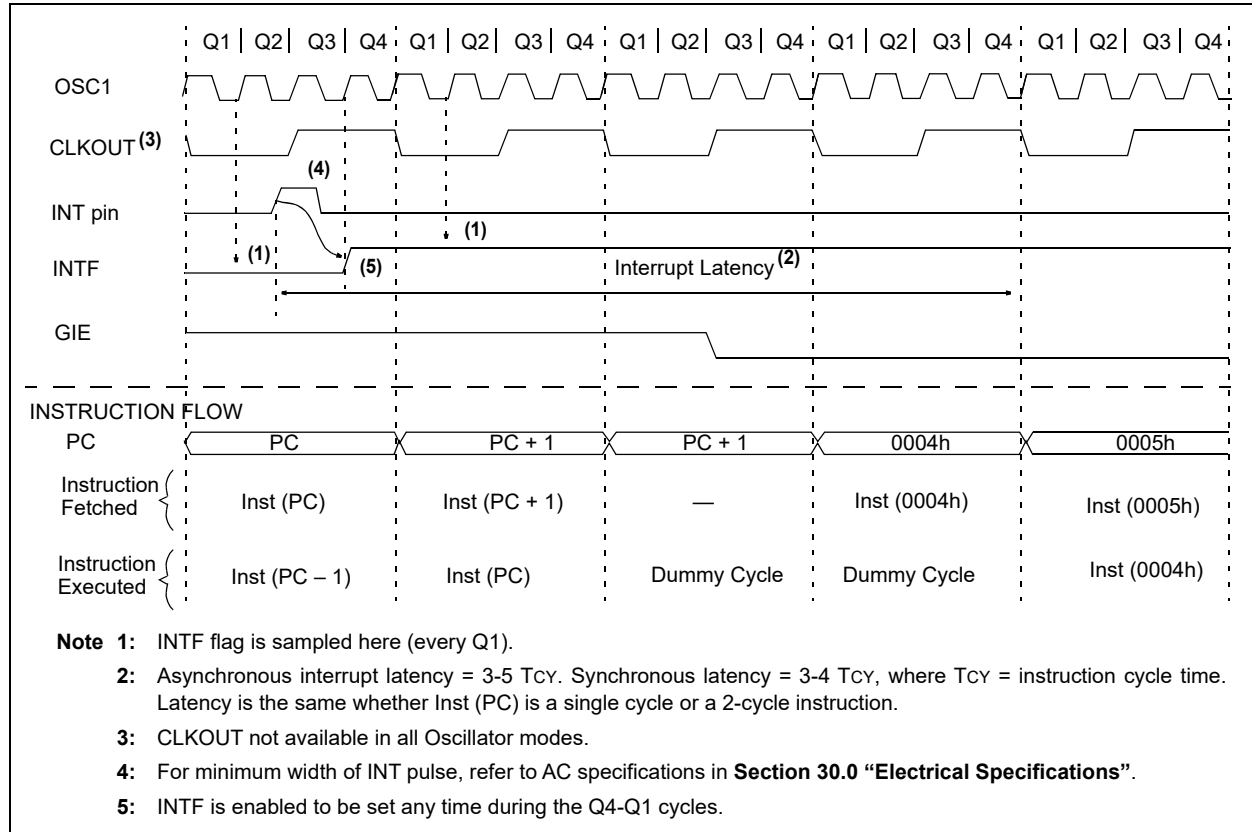 Q1 | Q2 | Q3 | Q4 Q1 | Q2 | Q3 | Q4 Q1 | Q2 | Q3 | Q4 Q1 | Q2 | Q3 | Q4 Q1 | Q2 | Q3 | Q4
OSC1
CLKOUT (3)
(4)
INT pin
(1) (1)
INTF (5) Interrupt Latency (2)
GIE
INSTRUCTION FLOW
PC PC PC + 1 PC + 1 0004h 0005h
Instruction Fetched Inst (PC) Inst (PC + 1) — Inst (0004h) Inst (0005h)
Instruction Executed Inst (PC – 1) Inst (PC) Dummy Cycle Dummy Cycle Inst (0004h)
Note 1: INTF flag is sampled here (every Q1).
2: Asynchronous interrupt latency = 3-5 TCY. Synchronous latency = 3-4 TCY, where TCY = instruction cycle time.
Latency is the same whether Inst (PC) is a single cycle or a 2-cycle instruction.
3: CLKOUT not available in all Oscillator modes.
4: For minimum width of INT pulse, refer to AC specifications in Section 30.0 “Electrical Specifications”.
5: INTF is enabled to be set any time during the Q4-Q1 cycles.